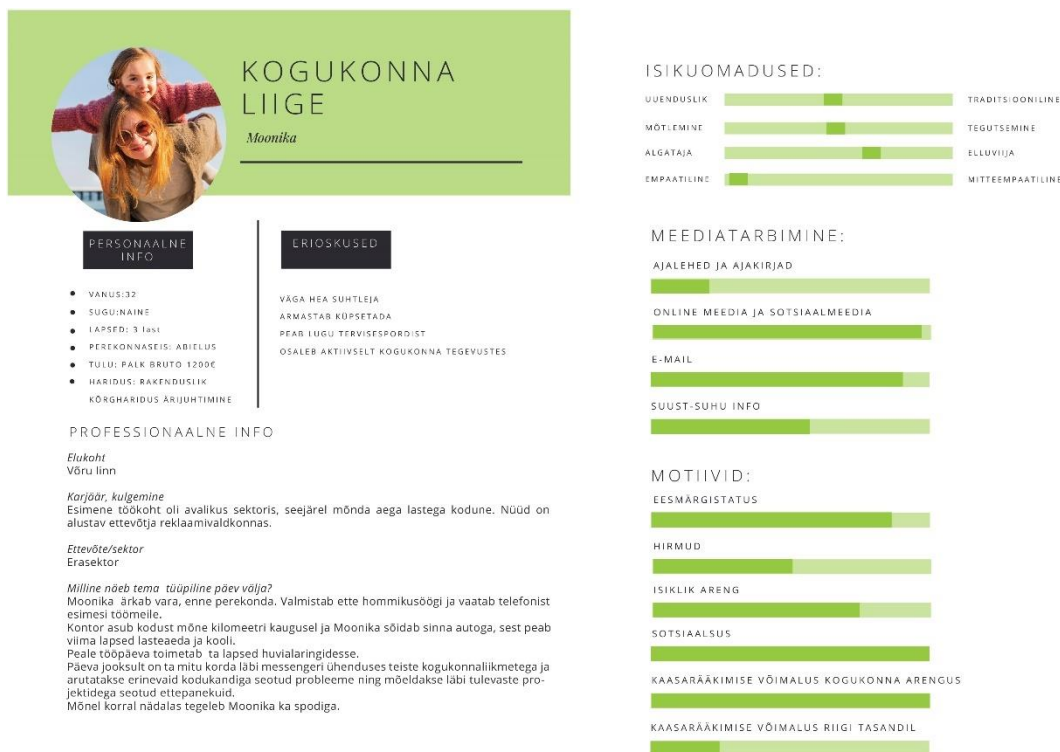 KOGUKONNA
LIIGE
Moonika
PERSONAALNE
INFO
VANUS:32
SUGU:NAINE
LAPSED: 3 last
PEREKONNASEIS: ABIELUS
TULU: PALK BRUTO 1200€
HARIDUS: RAKENDUSLIK
KÕRGHARIDUS ÄRIJUHTIMINE
ERIOSKUSED
VÄGA HEA SUHTLEJA
ARMASTAB KÜPSETADA
PEAB LUGU TERVISESPORDIST
OSALEB AKTIIVSELT KOGUKONNA TEGEVUSTES
PROFESSIONAALNE INFO
Elukoht
Võru linn
Karjäär, kulgemine
Esimene töökoht oli avalikus sektoris, seejärel mõnda aega lastega kodune. Nüüd on
alustav ettevõtja reklaamivaldkonnas.
Ettevõte/sektor
Erasektor
Milline näeb tema tüüpiline päev välja?
Moonika ärkab vara, enne perekonda. Valmistab ette hommikusöögi ja vaatab telefonist
esimesi töömeile.
Kontor asub kodust mõne kilomeetri kaugusel ja Moonika sõidab sinna autoga, sest peab
viima lapsed lasteaeda ja kooli.
Peale tööpäeva toimetab ta lapsed huvialaringidesse.
Päeva jooksult on ta mitu korda läbi messengeri ühenduses teiste kogukonnaliikmetega ja
arutatakse erinevaid kodukandiga seotud probleeme ning mõeldakse läbi tulevaste pro-
jektidega seotud ettepanekuid.
Mõnel korral nädalas tegeleb Moonika ka spodiga.
ISIKUOMADUSED:
UUENDUSLIK TRADITSIOONILINE
MÕTLEMINE TEGUTSEMINE
ALGATAJA ELLUVIIJA
EMPAATILINE MITTEEMPAATILINE
MEEDIATARBIMINE:
AJALEHED JA AJAKIRJAD
ONLINE MEEDIA JA SOTSIAALMEEDIA
E-MAIL
SUUST-SUHU INFO
MOTIIVID:
EESMÄRGISTATUS
HIRMUD
ISIKLIK ARENG
SOTSIAALSUS
KAASARÄÄKIMISE VÕIMALUS KOGUKONNA ARENGUS
KAASARÄÄKIMISE VÕIMALUS RIIGI TASANDIL